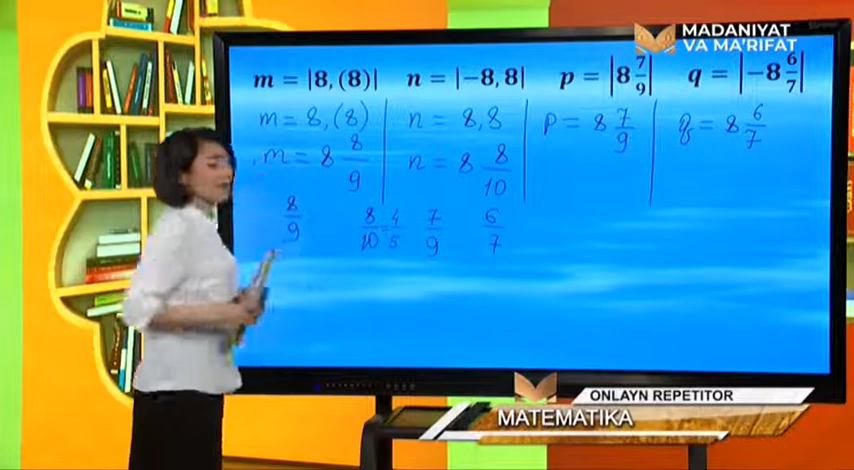 MADANIYAT
VA MA'RIFAT
m = |8,(8)| n = |-8,8| p = |8 7/9| q = |-8 6/7|
m = 8,(8) n = 8,8 p = 8 7/9 q = 8 6/7
m = 8 8/9 n = 8 8/10
8/9 8/10 = 4/5 7/9 6/7
ONLAYN REPETITOR
MATEMATIKA